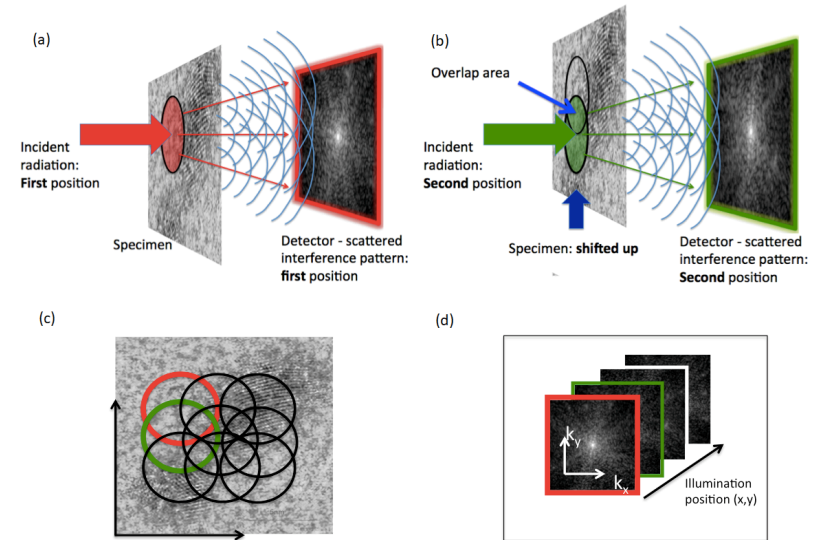 (a)
Incident
radiation:
First position
Specimen
Detector - scattered
interference pattern:
first position
(b)
Overlap area
Incident
radiation:
Second position
Specimen: shifted up
Detector - scattered
interference pattern:
Second position
(c)
(d)
ky
kx
Illumination
position (x,y)